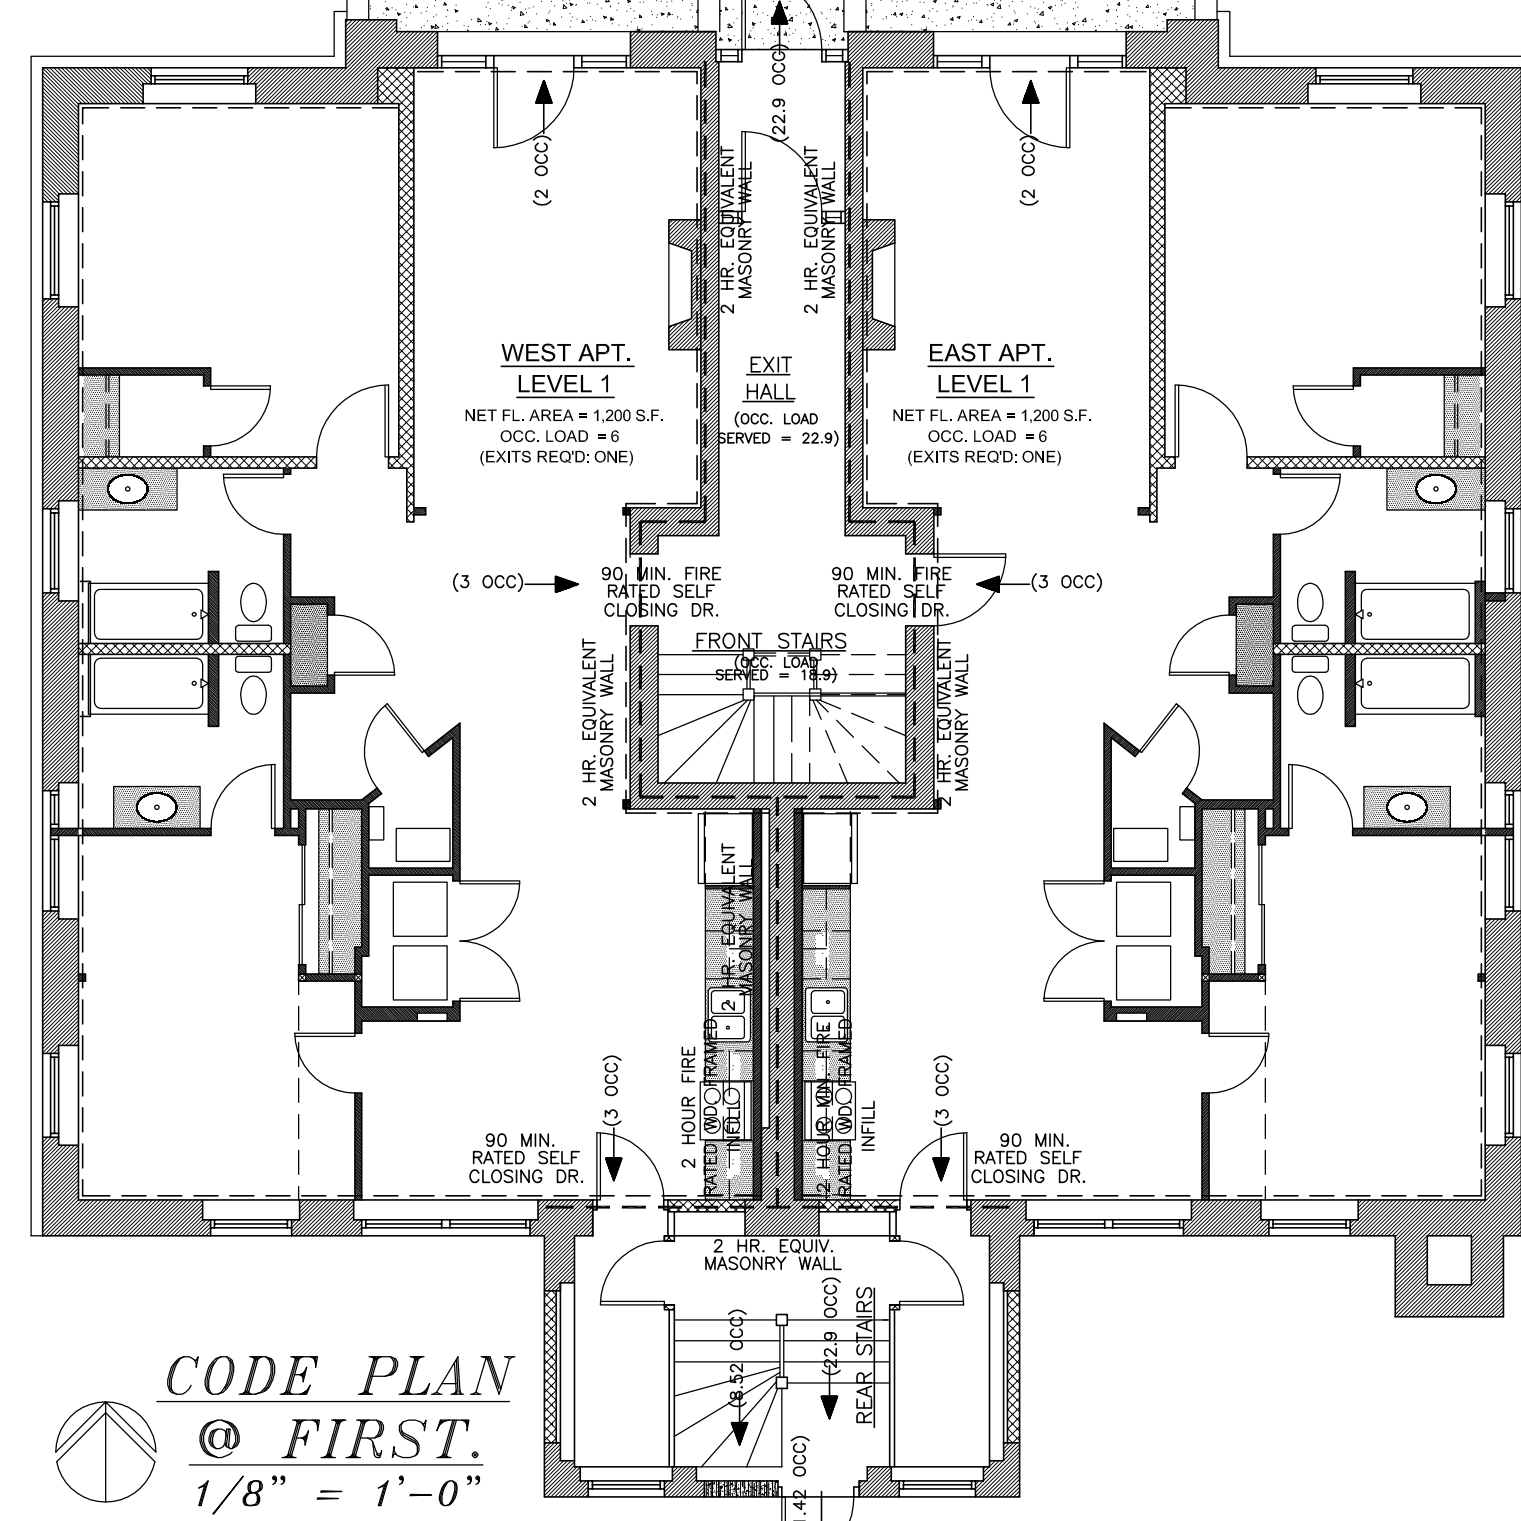 (22.9 OCC)
(2 OCC)
(2 OCC)
2 HR. EQUIVALENT
MASONRY WALL
2 HR. EQUIVALENT
MASONRY WALL
WEST APT.
LEVEL 1
NET FL. AREA = 1,200 S.F.
OCC. LOAD = 6
(EXITS REQ'D: ONE)
EXIT
HALL
(OCC. LOAD
SERVED = 22.9)
EAST APT.
LEVEL 1
NET FL. AREA = 1,200 S.F.
OCC. LOAD = 6
(EXITS REQ'D: ONE)
(3 OCC)
90 MIN. FIRE
RATED SELF
CLOSING DR.
90 MIN. FIRE
RATED SELF
CLOSING DR.
(3 OCC)
FRONT STAIRS
(OCC. LOAD
SERVED = 18.9)
2 HR. EQUIVALENT
MASONRY WALL
2 HR. EQUIVALENT
MASONRY WALL
2 HR. EQUIVALENT
MASONRY WALL
2 HOUR FIRE
RATED WD. FRAMED
INFILL
2 HOUR MIN. FIRE
RATED WD. FRAMED
INFILL
(3 OCC)
(3 OCC)
90 MIN.
RATED SELF
CLOSING DR.
90 MIN.
RATED SELF
CLOSING DR.
2 HR. EQUIV.
MASONRY WALL
(8.52 OCC)
(22.9 OCC)
REAR STAIRS
.42 OCC)
CODE PLAN
@ FIRST.
1/8" = 1'-0"